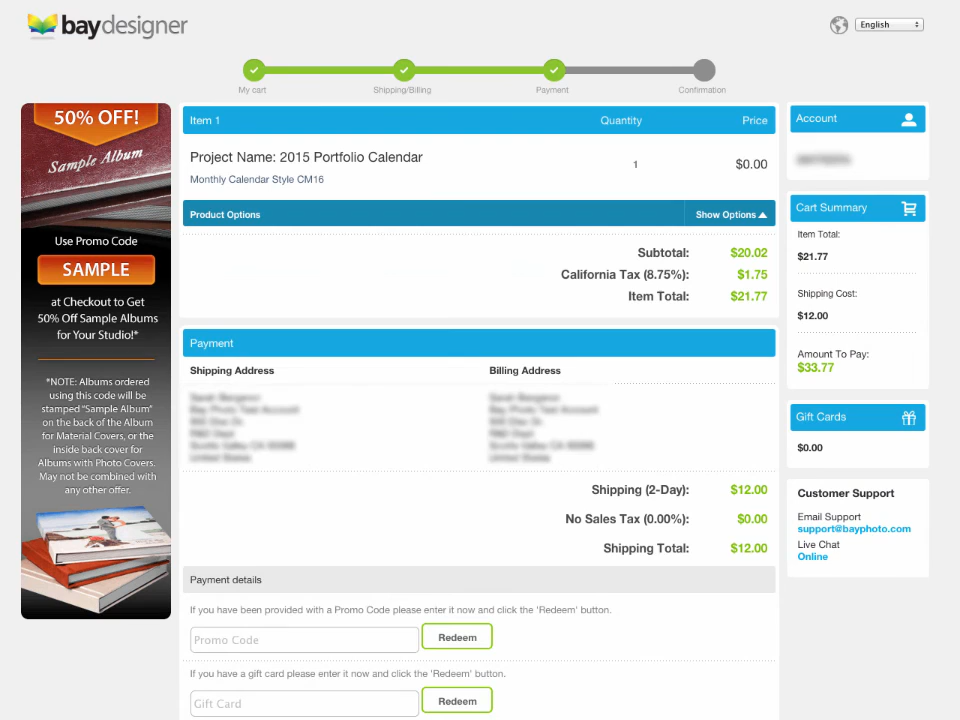 baydesigner
English
My cart
Shipping/Billing
Payment
Confirmation
50% OFF!
Sample Album
Use Promo Code
SAMPLE
at Checkout to Get
50% Off Sample Albums
for Your Studio!*
*NOTE: Albums ordered
using this code will be
stamped "Sample Album"
on the back of the Album
for Material Covers, or the
inside back cover for
Albums with Photo Covers.
May not be combined with
any other offer.
Item 1 Quantity Price
Project Name: 2015 Portfolio Calendar 1 $0.00
Monthly Calendar Style CM16
Product Options Show Options
Subtotal: $20.02
California Tax (8.75%): $1.75
Item Total: $21.77
Payment
Shipping Address Billing Address
Shipping (2-Day): $12.00
No Sales Tax (0.00%): $0.00
Shipping Total: $12.00
Payment details
If you have been provided with a Promo Code please enter it now and click the 'Redeem' button.
Promo Code Redeem
If you have a gift card please enter it now and click the 'Redeem' button.
Gift Card Redeem
Account
Cart Summary
Item Total:
$21.77
Shipping Cost:
$12.00
Amount To Pay:
$33.77
Gift Cards
$0.00
Customer Support
Email Support
support@bayphoto.com
Live Chat
Online